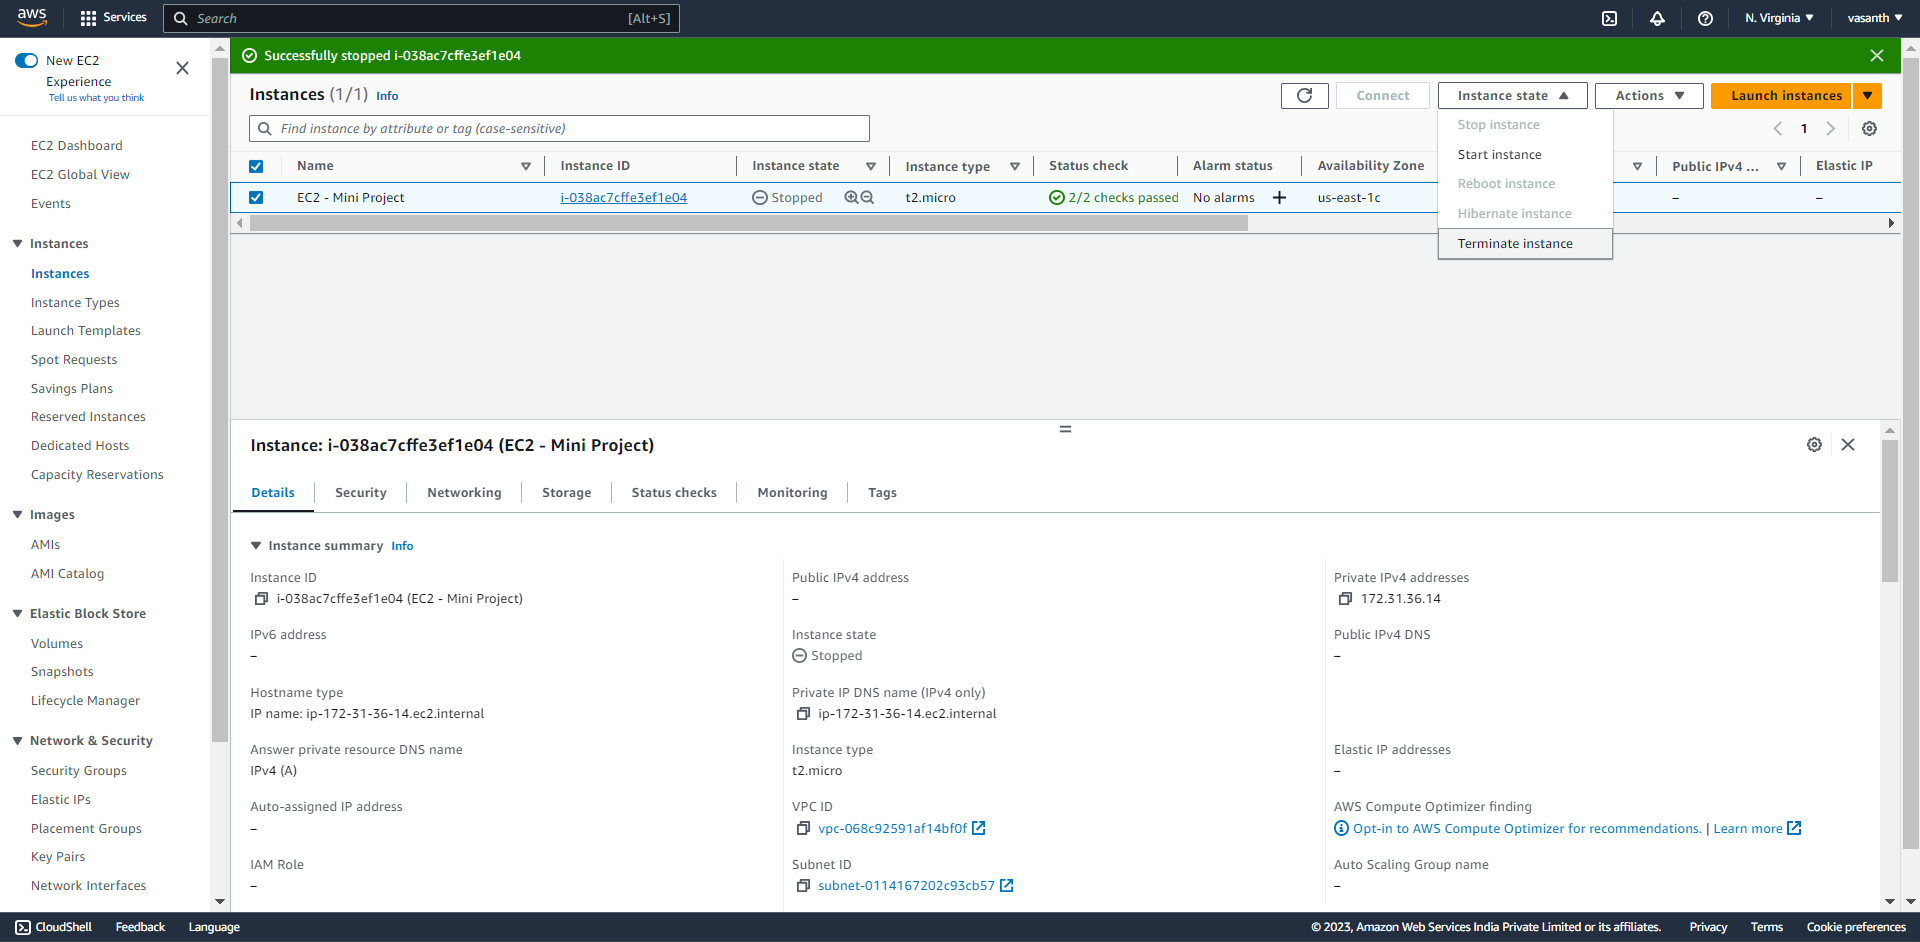 aws
Services
Search
[Alt+S]
N. Virginia
vasanth
New EC2
Experience
Tell us what you think
EC2 Dashboard
EC2 Global View
Events
Instances
Instances
Instance Types
Launch Templates
Spot Requests
Savings Plans
Reserved Instances
Dedicated Hosts
Capacity Reservations
Images
AMIs
AMI Catalog
Elastic Block Store
Volumes
Snapshots
Lifecycle Manager
Network & Security
Security Groups
Elastic IPs
Placement Groups
Key Pairs
Network Interfaces
Successfully stopped i-038ac7cffe3ef1e04
Instances (1/1) Info
Connect
Instance state
Actions
Launch instances
Find instance by attribute or tag (case-sensitive)
1
Stop instance
Start instance
Reboot instance
Hibernate instance
Terminate instance
Name Instance ID Instance state Instance type Status check Alarm status Availability Zone Public IPv4 ... Elastic IP
EC2 - Mini Project i-038ac7cffe3ef1e04 Stopped t2.micro 2/2 checks passed No alarms + us-east-1c – –
Instance: i-038ac7cffe3ef1e04 (EC2 - Mini Project)
Details Security Networking Storage Status checks Monitoring Tags
Instance summary Info
Instance ID
i-038ac7cffe3ef1e04 (EC2 - Mini Project)
Public IPv4 address
–
Private IPv4 addresses
172.31.36.14
IPv6 address
–
Instance state
Stopped
Public IPv4 DNS
–
Hostname type
IP name: ip-172-31-36-14.ec2.internal
Private IP DNS name (IPv4 only)
ip-172-31-36-14.ec2.internal
Answer private resource DNS name
IPv4 (A)
Instance type
t2.micro
Elastic IP addresses
–
Auto-assigned IP address
–
VPC ID
vpc-068c92591af14bf0f
AWS Compute Optimizer finding
Opt-in to AWS Compute Optimizer for recommendations. | Learn more
IAM Role
–
Subnet ID
subnet-0114167202c93cb57
Auto Scaling Group name
–
CloudShell Feedback Language
© 2023, Amazon Web Services India Private Limited or its affiliates. Privacy Terms Cookie preferences